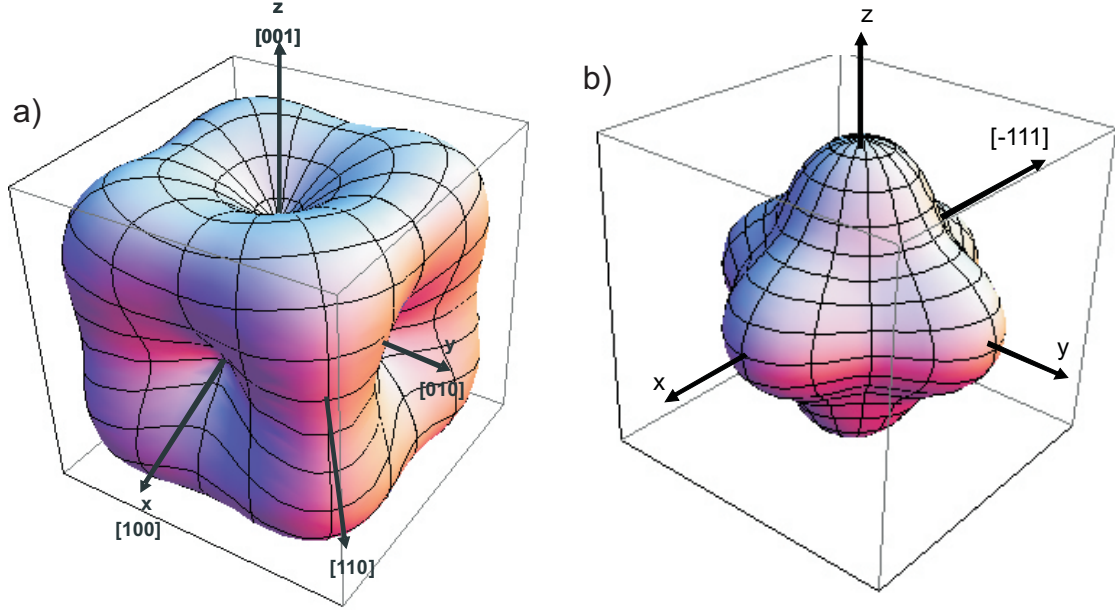 a)
z
[001]
y
[010]
x
[100]
[110]
b)
z
[-111]
x
y